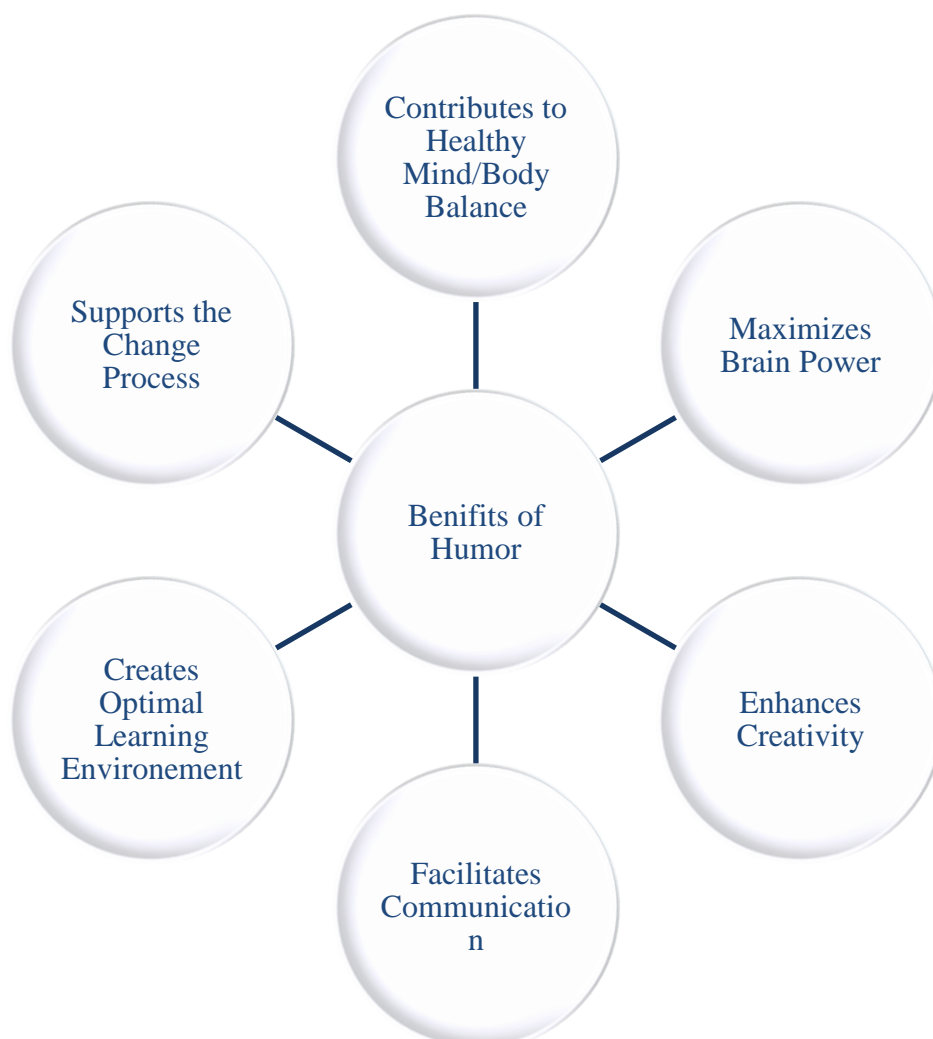 Contributes to
Healthy
Mind/Body
Balance
Supports the
Change
Process
Maximizes
Brain Power
Benifits of
Humor
Creates
Optimal
Learning
Environement
Enhances
Creativity
Facilitates
Communicatio
n